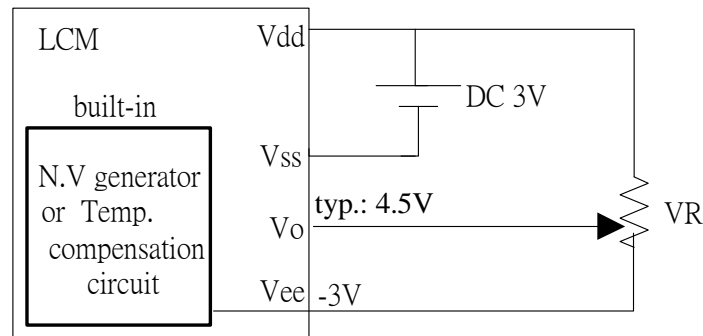 LCM
Vdd
DC 3V
built-in
Vss
N.V generator
or Temp.
compensation
circuit
typ.: 4.5V
Vo
VR
Vee
-3V